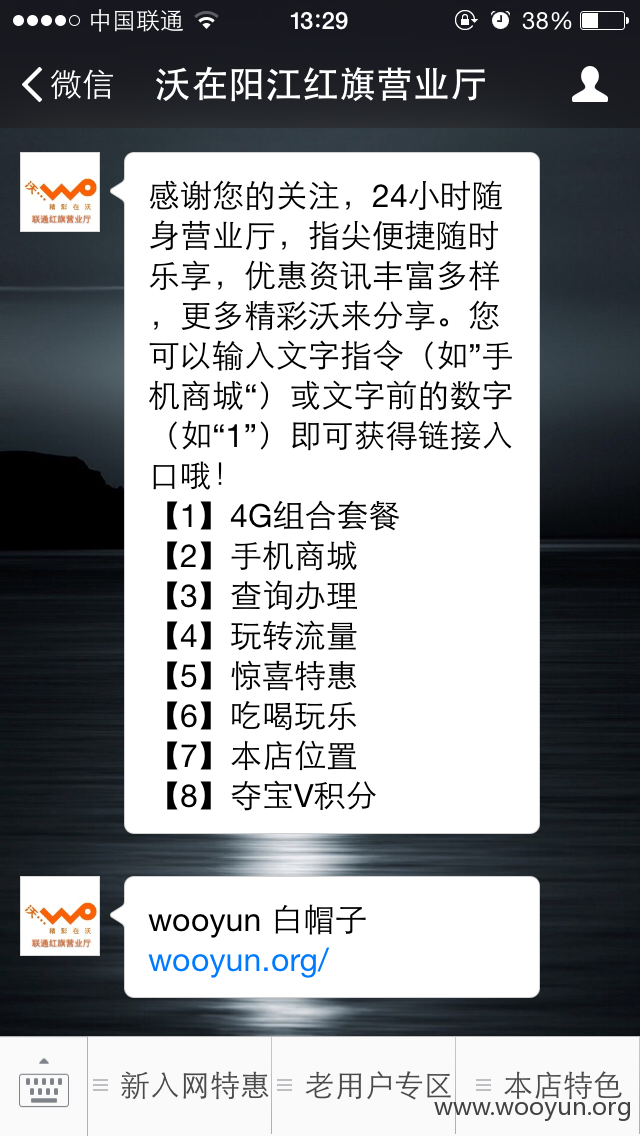 中国联通 13:29 38%
微信 沃在阳江红旗营业厅
沃... WO
精彩在沃
联通红旗营业厅
感谢您的关注，24小时随
身营业厅，指尖便捷随时
乐享，优惠资讯丰富多样
，更多精彩沃来分享。您
可以输入文字指令（如”手
机商城“）或文字前的数字
（如“1”）即可获得链接入
口哦！
【1】4G组合套餐
【2】手机商城
【3】查询办理
【4】玩转流量
【5】惊喜特惠
【6】吃喝玩乐
【7】本店位置
【8】夺宝V积分
沃... WO
精彩在沃
联通红旗营业厅
wooyun 白帽子
wooyun.org/
新入网特惠 老用户专区 本店特色
www.wooyun.org